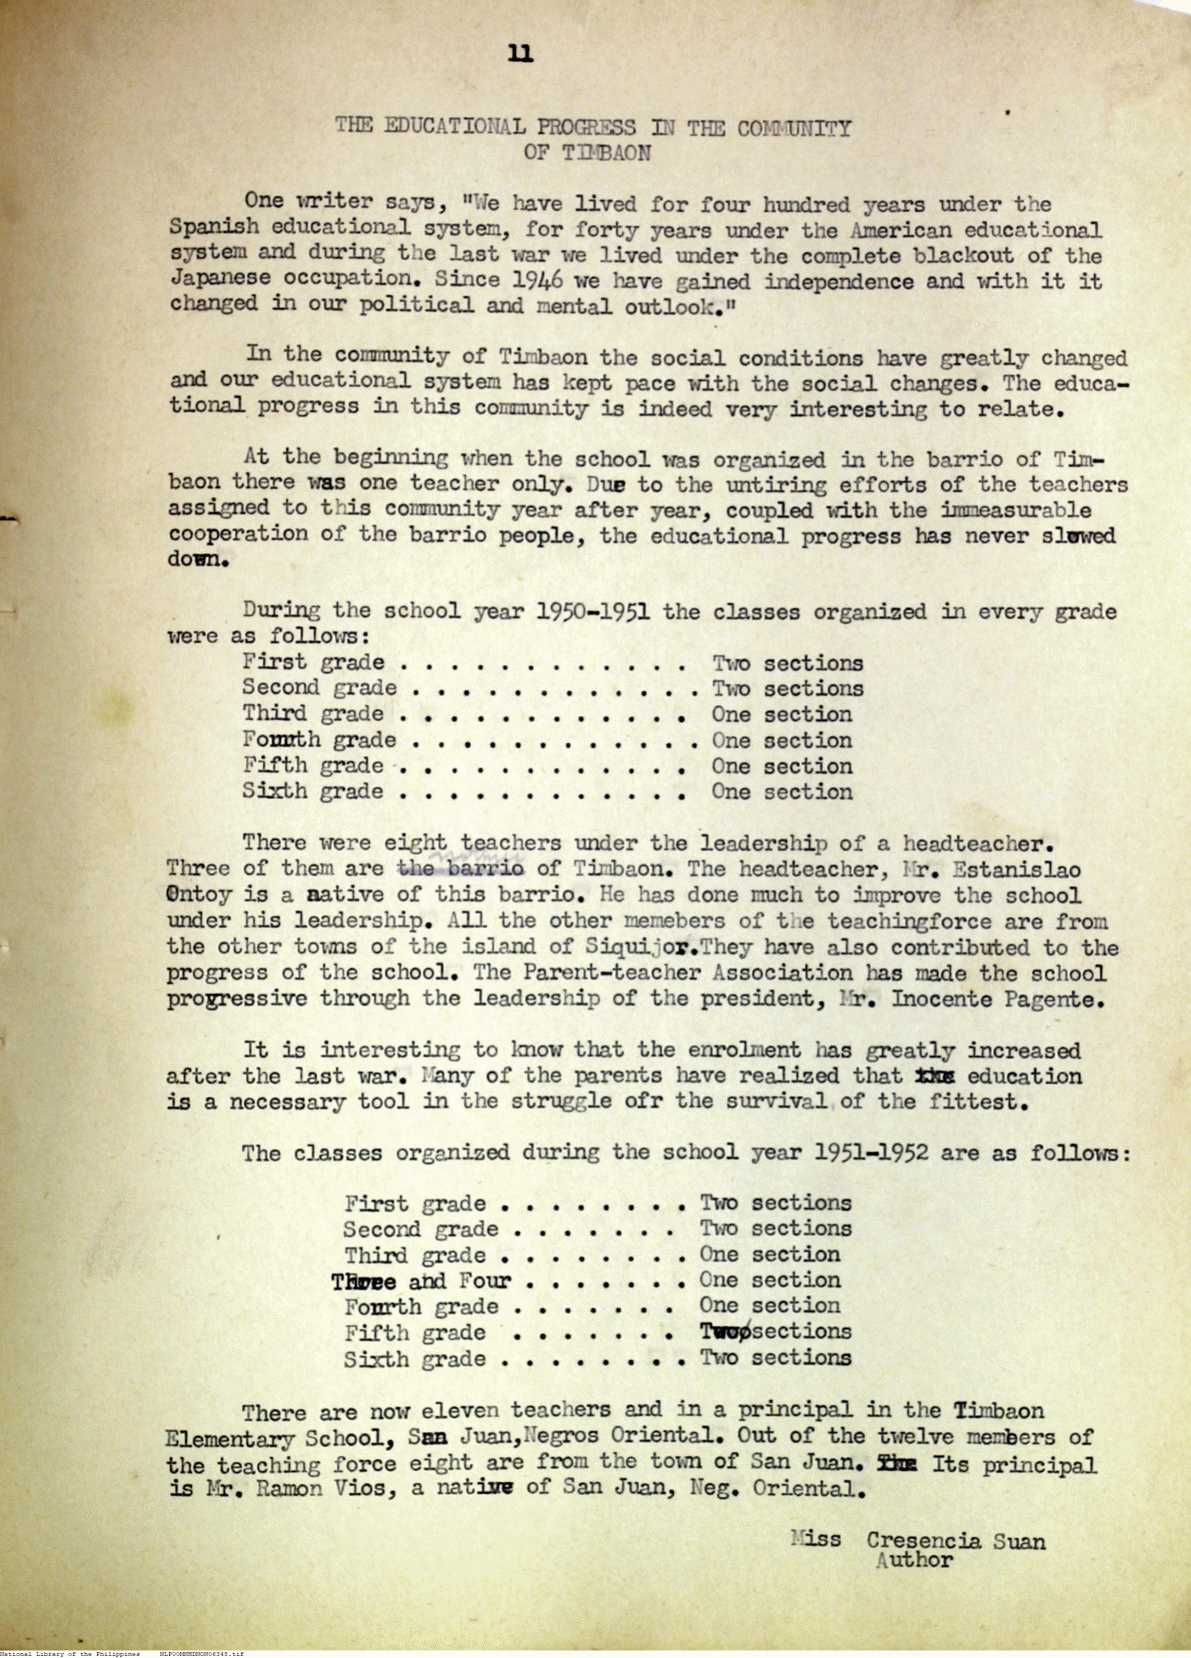 11
THE EDUCATIONAL PROGRESS IN THE COMMUNITY
OF TIMBAON
One writer says, "We have lived for four hundred years under the
Spanish educational system, for forty years under the American educational
system and during the last war we lived under the complete blackout of the
Japanese occupation. Since 1946 we have gained independence and with it it
changed in our political and mental outlook."
In the community of Timbaon the social conditions have greatly changed
and our educational system has kept pace with the social changes. The educa-
tional progress in this community is indeed very interesting to relate.
At the beginning when the school was organized in the barrio of Tim-
baon there was one teacher only. Due to the untiring efforts of the teachers
assigned to this community year after year, coupled with the immeasurable
cooperation of the barrio people, the educational progress has never slowed
down.
During the school year 1950-1951 the classes organized in every grade
were as follows:
First grade . . . . . . . . . . . . Two sections
Second grade . . . . . . . . . . . . Two sections
Third grade . . . . . . . . . . . . One section
Fourth grade . . . . . . . . . . . . One section
Fifth grade . . . . . . . . . . . . One section
Sixth grade . . . . . . . . . . . . One section
There were eight teachers under the leadership of a headteacher.
Three of them are the barrio of Timbaon. The headteacher, Mr. Estanislao
Ontoy is a native of this barrio. He has done much to improve the school
under his leadership. All the other memebers of the teachingforce are from
the other towns of the island of Siquijor.They have also contributed to the
progress of the school. The Parent-teacher Association has made the school
progressive through the leadership of the president, Mr. Inocente Pagente.
It is interesting to know that the enrolment has greatly increased
after the last war. Many of the parents have realized that education
is a necessary tool in the struggle ofr the survival of the fittest.
The classes organized during the school year 1951-1952 are as follows:
First grade . . . . . . . . Two sections
Second grade . . . . . . . Two sections
Third grade . . . . . . . . One section
Three and Four . . . . . . . One section
Fourth grade . . . . . . . One section
Fifth grade . . . . . . . Two sections
Sixth grade . . . . . . . . Two sections
There are now eleven teachers and in a principal in the Timbaon
Elementary School, San Juan,Negros Oriental. Out of the twelve members of
the teaching force eight are from the town of San Juan. Its principal
is Mr. Ramon Vios, a native of San Juan, Neg. Oriental.
Miss Cresencia Suan
Author
National Library of the Philippines